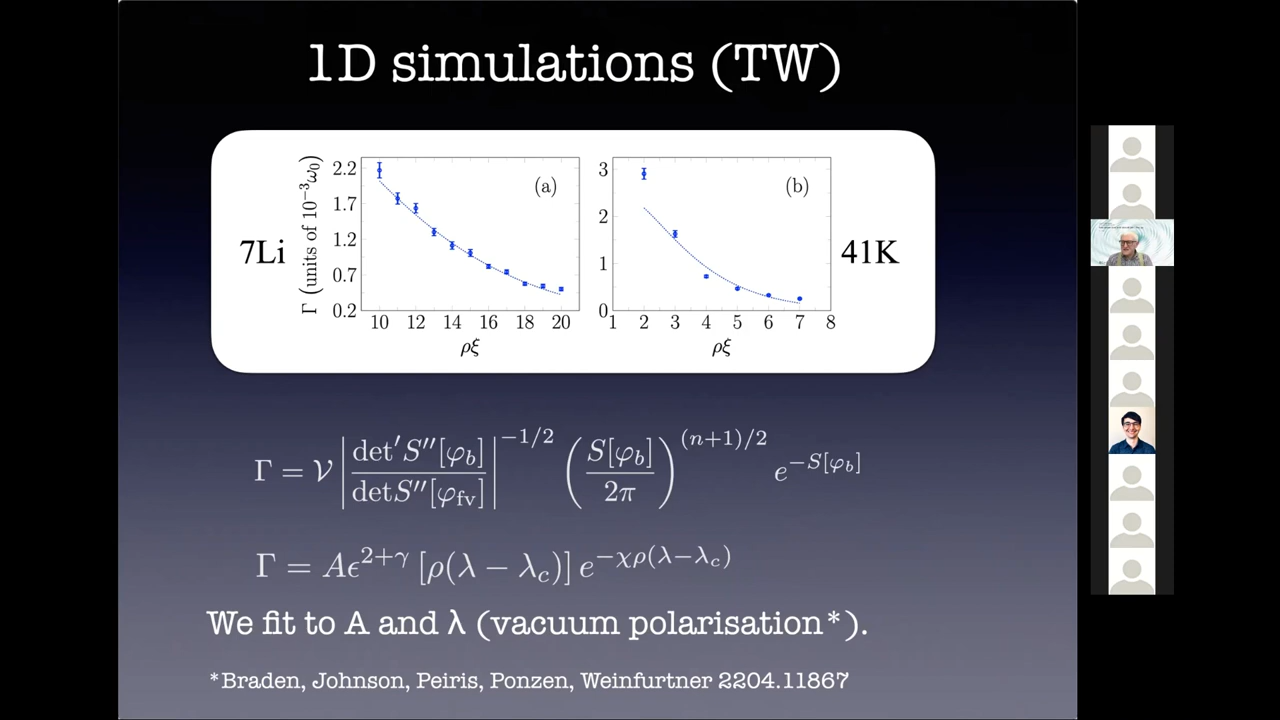 1D simulations (TW)
7Li
Γ (units of 10⁻³ω₀)
2.2
1.7
1.2
0.7
0.2
(a)
10 12 14 16 18 20
ρξ
3
2
1
0
(b)
1 2 3 4 5 6 7 8
ρξ
41K
Γ = 𝒱 |det′S″[φ_b] / detS″[φ_fv]|^{-1/2} (S[φ_b] / 2π)^{(n+1)/2} e^{-S[φ_b]}
Γ = Aϵ^{2+γ} [ρ(λ − λ_c)] e^{-χρ(λ−λ_c)}
We fit to A and λ (vacuum polarisation*).
*Braden, Johnson, Peiris, Ponzen, Weinfurtner 2204.11867